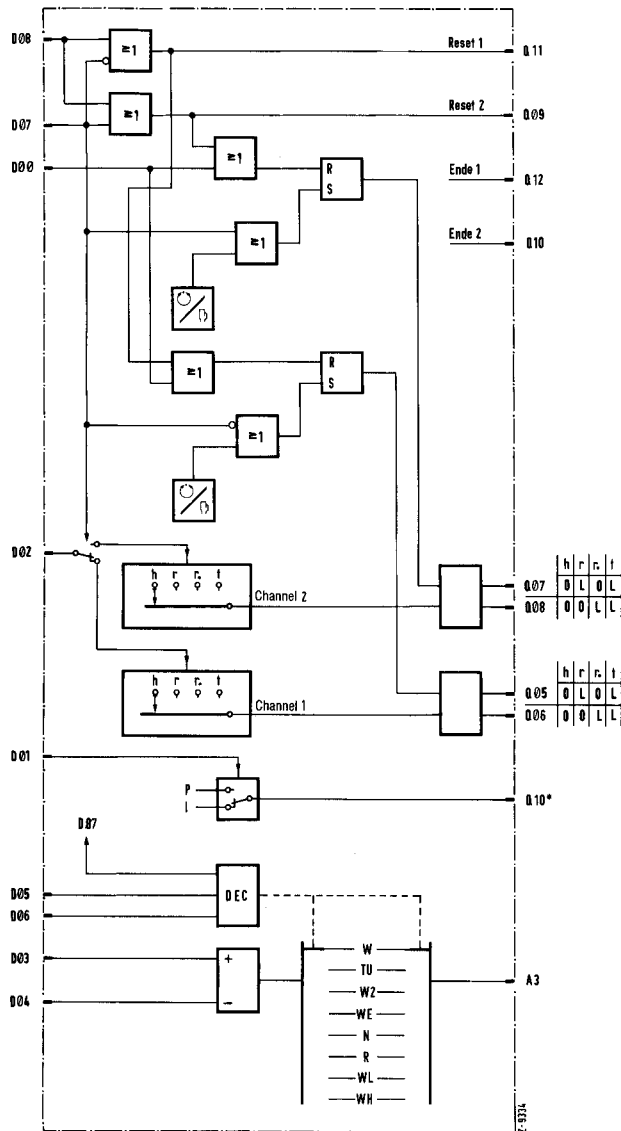 D08
≥1
Reset 1
Q11
D07
≥1
Reset 2
Q09
D00
≥1
R
S
Ende 1
Q12
≥1
Ende 2
Q10
≥1
R
S
≥1
D02
h r r. t
Channel 2
Q07
Q08
h r r. t
0 L 0 L
0 0 L L
h r r. t
Channel 1
Q05
Q06
h r r. t
0 L 0 L
0 0 L L
D01
P
L
Q10*
D87
D05
D06
DEC
D03
D04
+
−
W
TU
W2
WE
N
R
WL
WH
A3